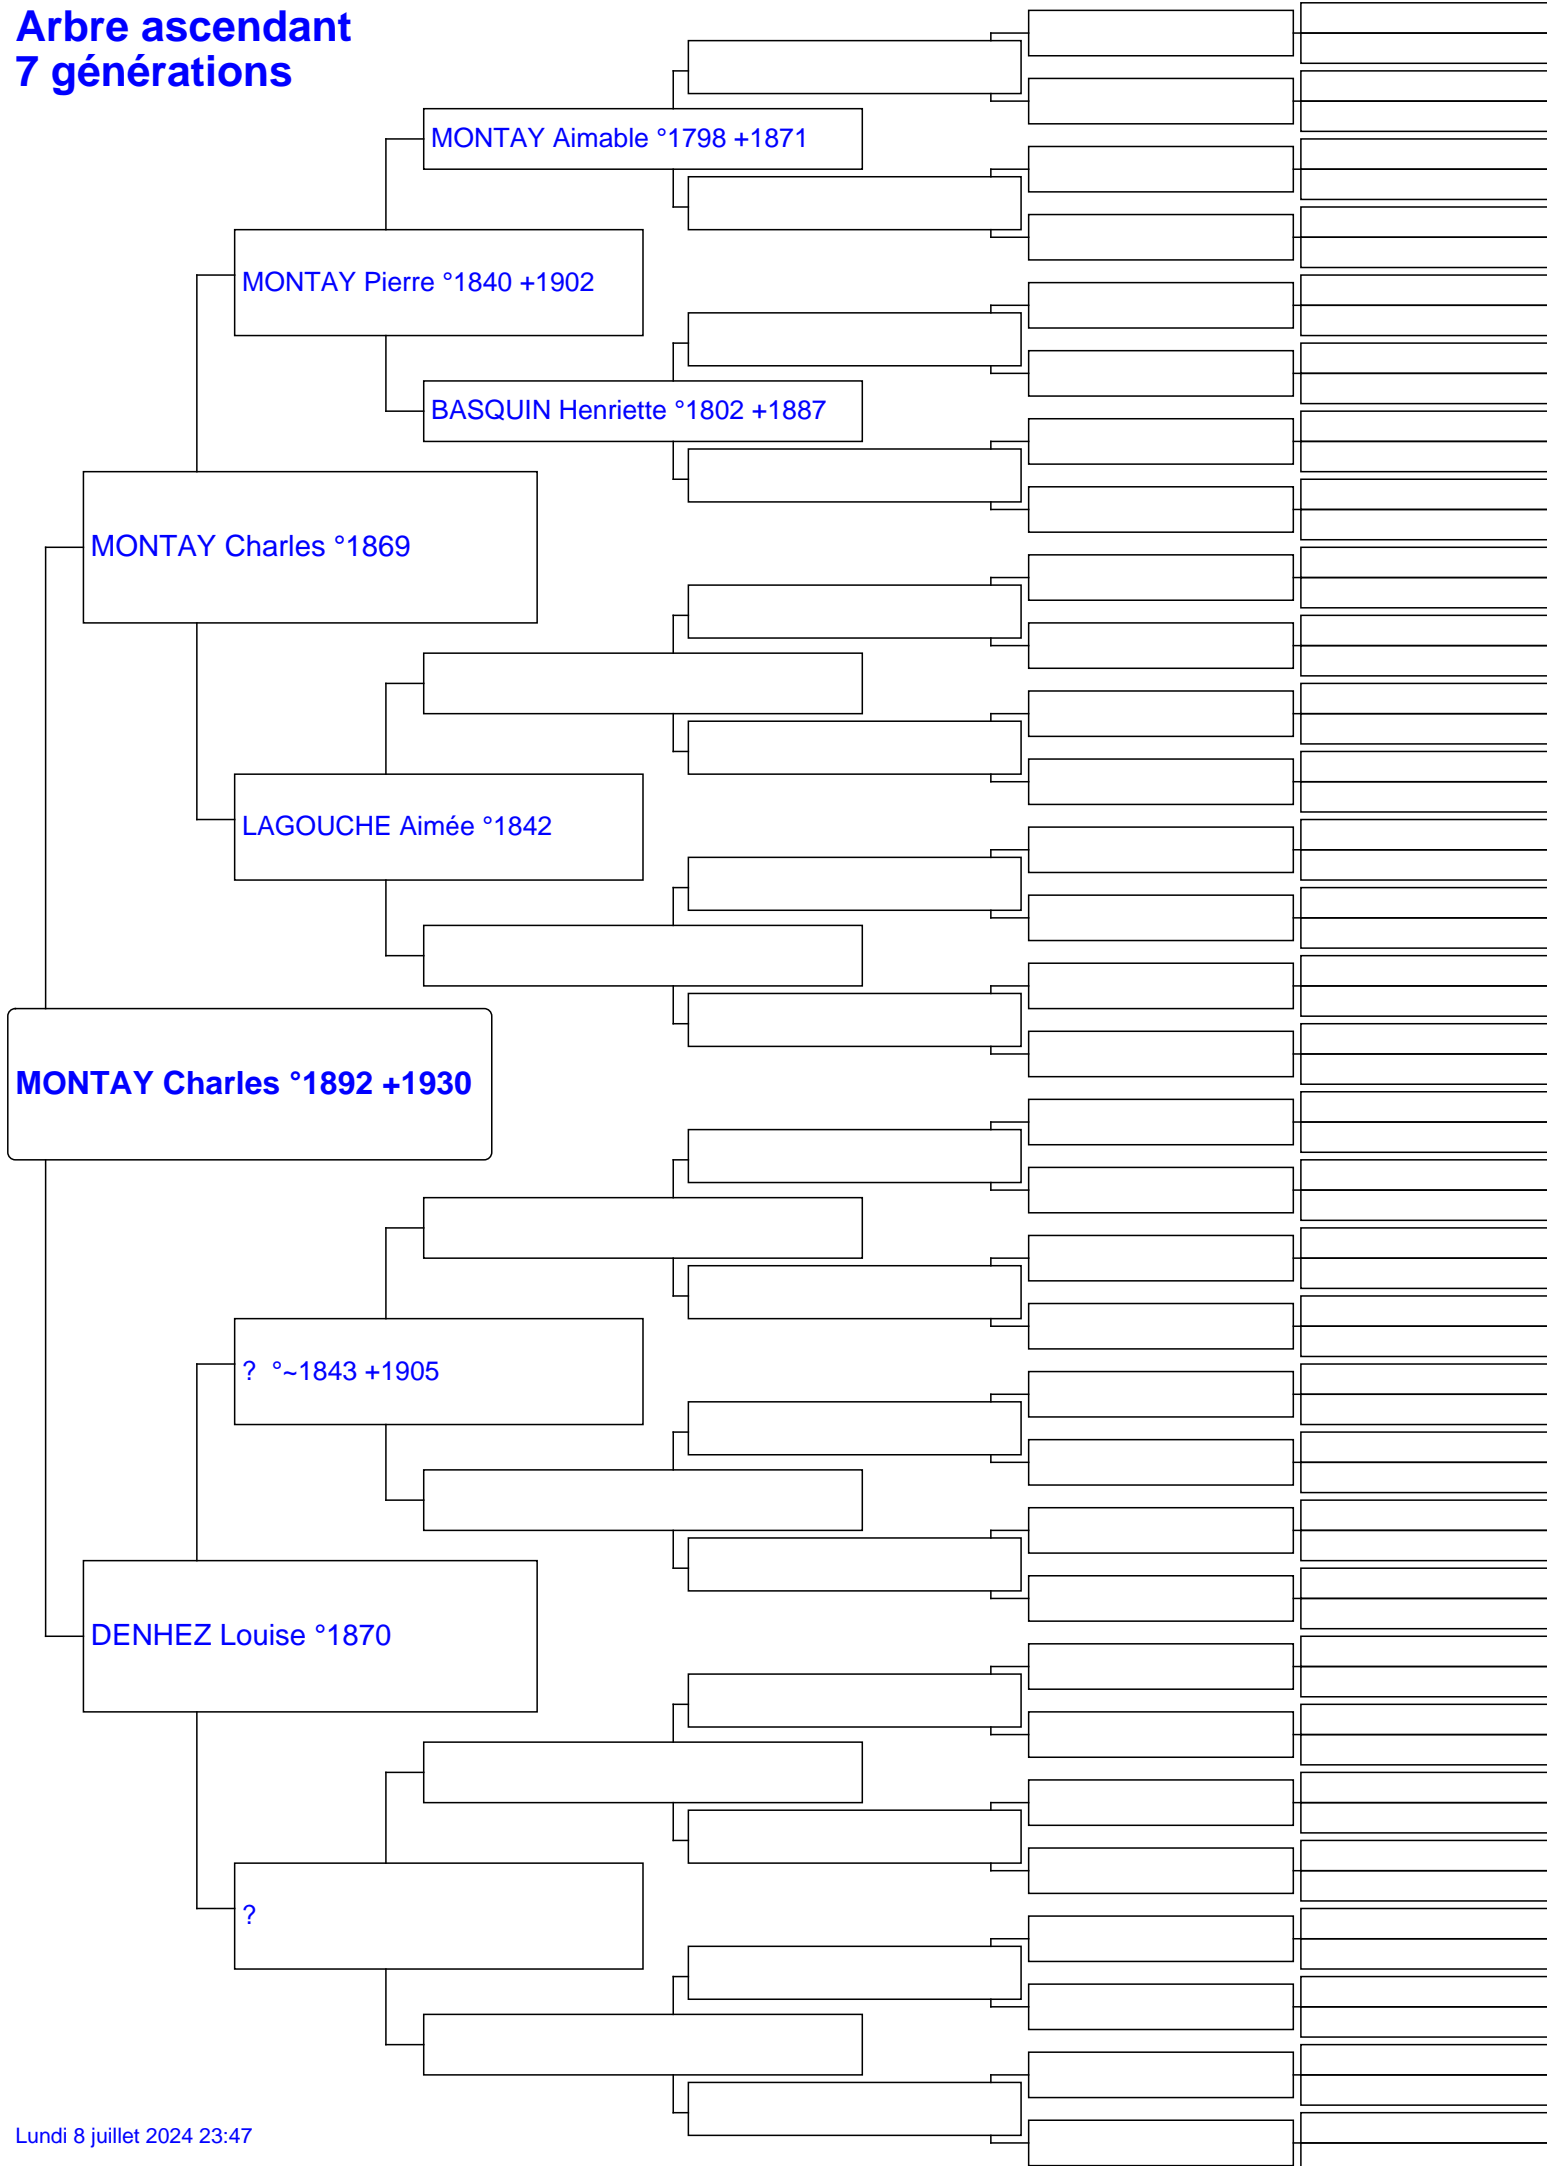 Arbre ascendant
7 générations
MONTAY Aimable °1798 +1871
MONTAY Pierre °1840 +1902
BASQUIN Henriette °1802 +1887
MONTAY Charles °1869
LAGOUCHE Aimée °1842
MONTAY Charles °1892 +1930
?  °~1843 +1905
DENHEZ Louise °1870
?
Lundi 8 juillet 2024 23:47